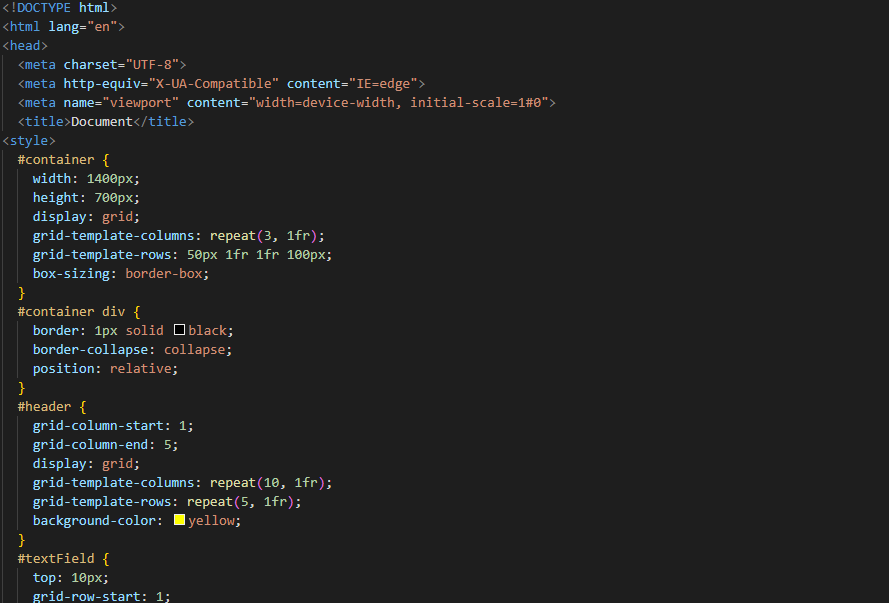 <!DOCTYPE html>
<html lang="en">
<head>
  <meta charset="UTF-8">
  <meta http-equiv="X-UA-Compatible" content="IE=edge">
  <meta name="viewport" content="width=device-width, initial-scale=1#0">
  <title>Document</title>
<style>
  #container {
    width: 1400px;
    height: 700px;
    display: grid;
    grid-template-columns: repeat(3, 1fr);
    grid-template-rows: 50px 1fr 1fr 100px;
    box-sizing: border-box;
  }
  #container div {
    border: 1px solid black;
    border-collapse: collapse;
    position: relative;
  }
  #header {
    grid-column-start: 1;
    grid-column-end: 5;
    display: grid;
    grid-template-columns: repeat(10, 1fr);
    grid-template-rows: repeat(5, 1fr);
    background-color: yellow;
  }
  #textField {
    top: 10px;
    grid-row-start: 1;